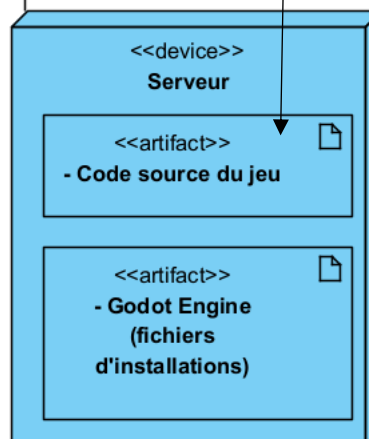 <<device>>
Serveur
<<artifact>>
- Code source du jeu
<<artifact>>
- Godot Engine
(fichiers
d'installations)